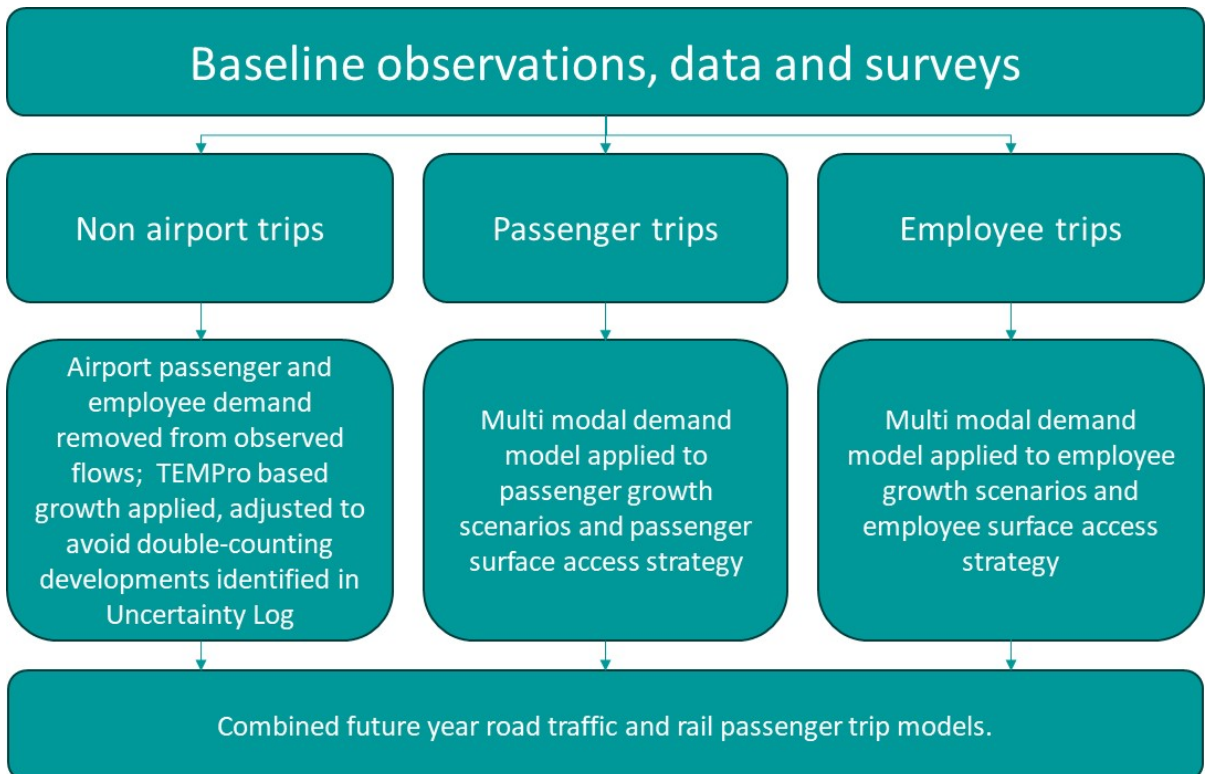 Baseline observations, data and surveys
Non airport trips
Passenger trips
Employee trips
Airport passenger and
employee demand
removed from observed
flows;  TEMPro based
growth applied, adjusted to
avoid double-counting
developments identified in
Uncertainty Log
Multi modal demand
model applied to
passenger growth
scenarios and passenger
surface access strategy
Multi modal demand
model applied to employee
growth scenarios and
employee surface access
strategy
Combined future year road traffic and rail passenger trip models.